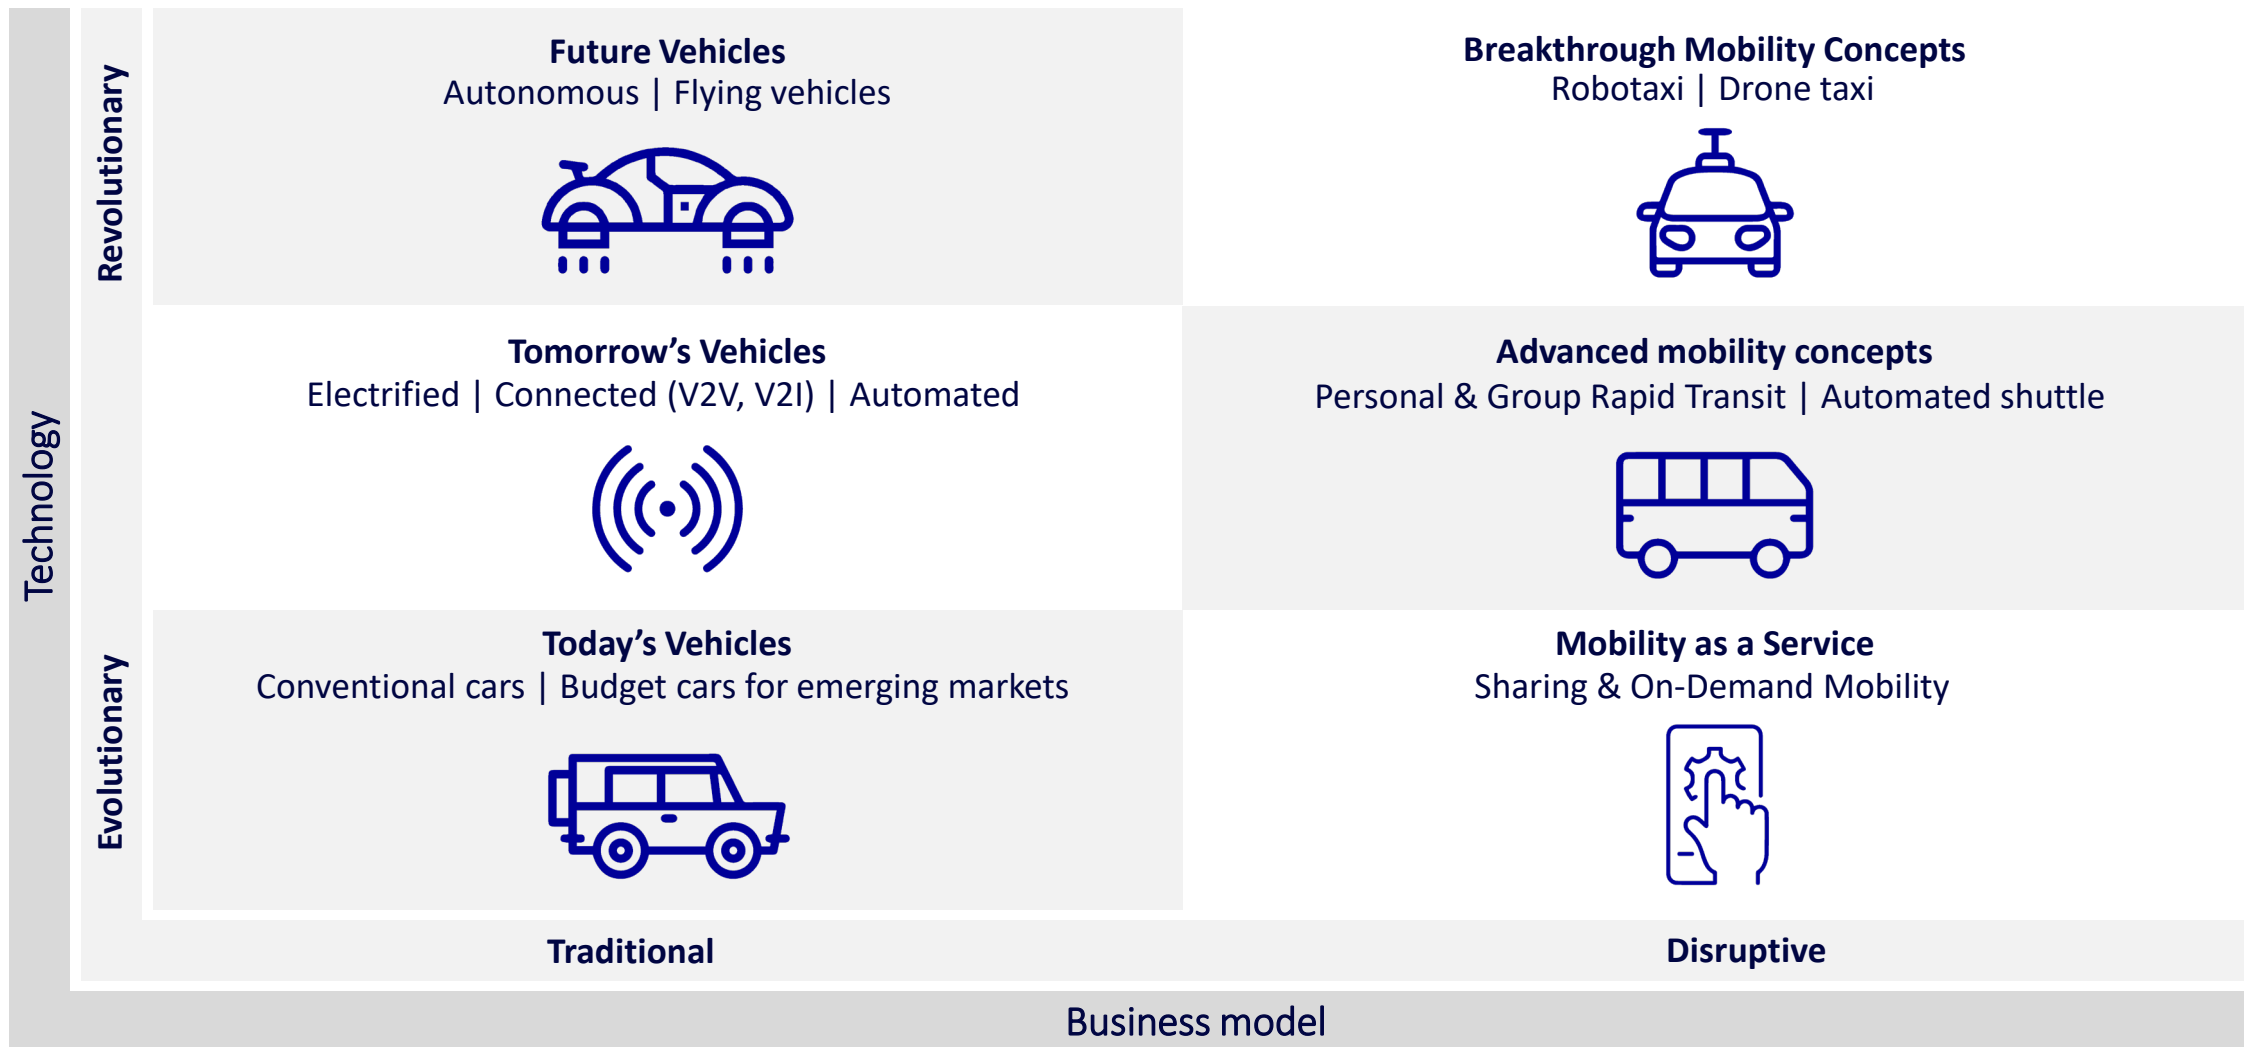 Technology
Revolutionary
Evolutionary
Future Vehicles
Autonomous | Flying vehicles
Breakthrough Mobility Concepts
Robotaxi | Drone taxi
Tomorrow’s Vehicles
Electrified | Connected (V2V, V2I) | Automated
Advanced mobility concepts
Personal & Group Rapid Transit | Automated shuttle
Today’s Vehicles
Conventional cars | Budget cars for emerging markets
Mobility as a Service
Sharing & On-Demand Mobility
Traditional
Disruptive
Business model